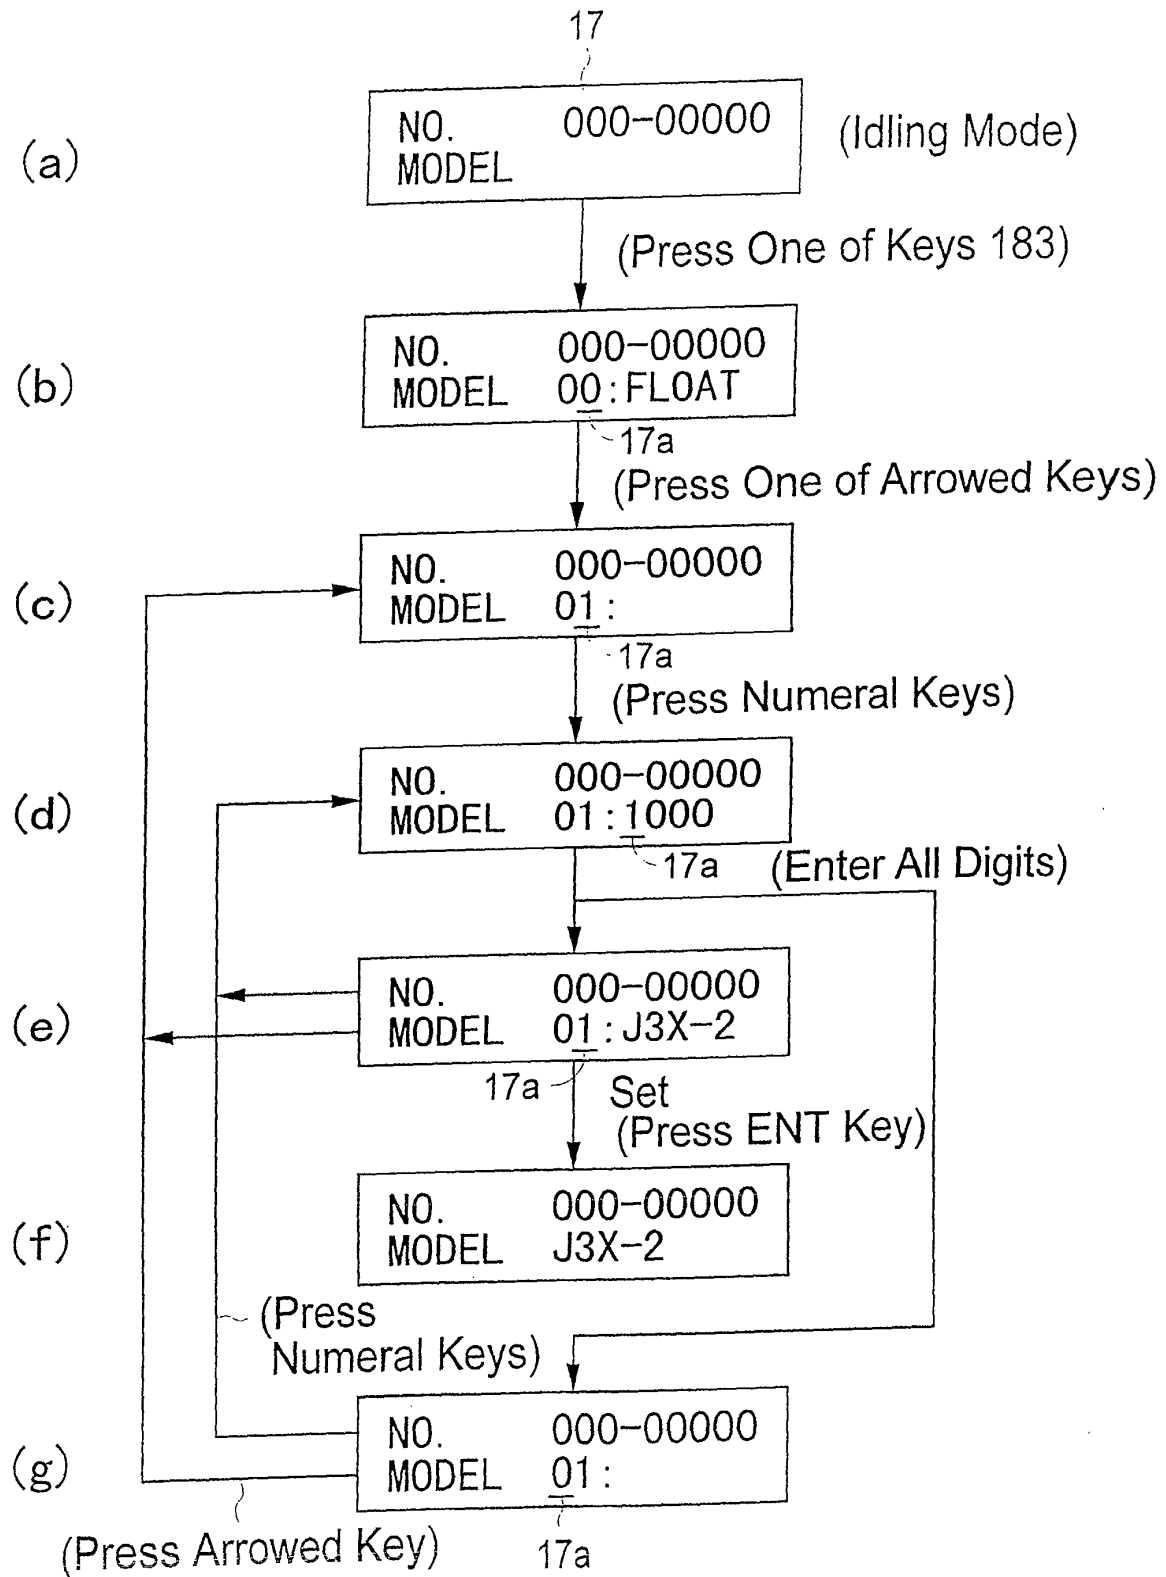 17
(a)
NO. 000-00000
MODEL
(Idling Mode)
(Press One of Keys 183)
(b)
NO. 000-00000
MODEL 00:FLOAT
17a
(Press One of Arrowed Keys)
(c)
NO. 000-00000
MODEL 01:
17a
(Press Numeral Keys)
(d)
NO. 000-00000
MODEL 01:1000
17a
(Enter All Digits)
(e)
NO. 000-00000
MODEL 01:J3X-2
17a
Set
(Press ENT Key)
(f)
NO. 000-00000
MODEL J3X-2
(Press
Numeral Keys)
(g)
NO. 000-00000
MODEL 01:
(Press Arrowed Key)
17a